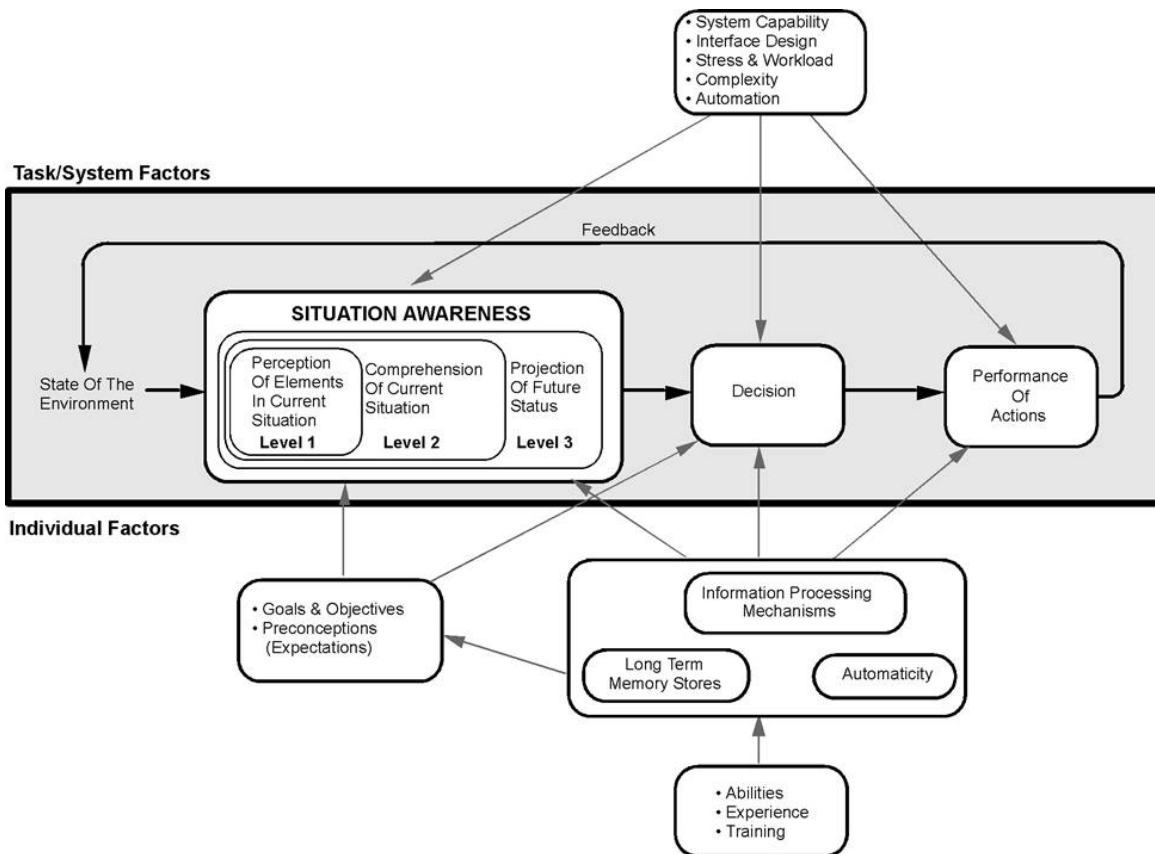 • System Capability
• Interface Design
• Stress & Workload
• Complexity
• Automation
Task/System Factors
Feedback
SITUATION AWARENESS
State Of The
Environment
Perception
Of Elements
In Current
Situation
Level 1
Comprehension
Of Current
Situation
Level 2
Projection
Of Future
Status
Level 3
Decision
Performance
Of
Actions
Individual Factors
• Goals & Objectives
• Preconceptions
(Expectations)
Information Processing
Mechanisms
Long Term
Memory Stores
Automaticity
• Abilities
• Experience
• Training